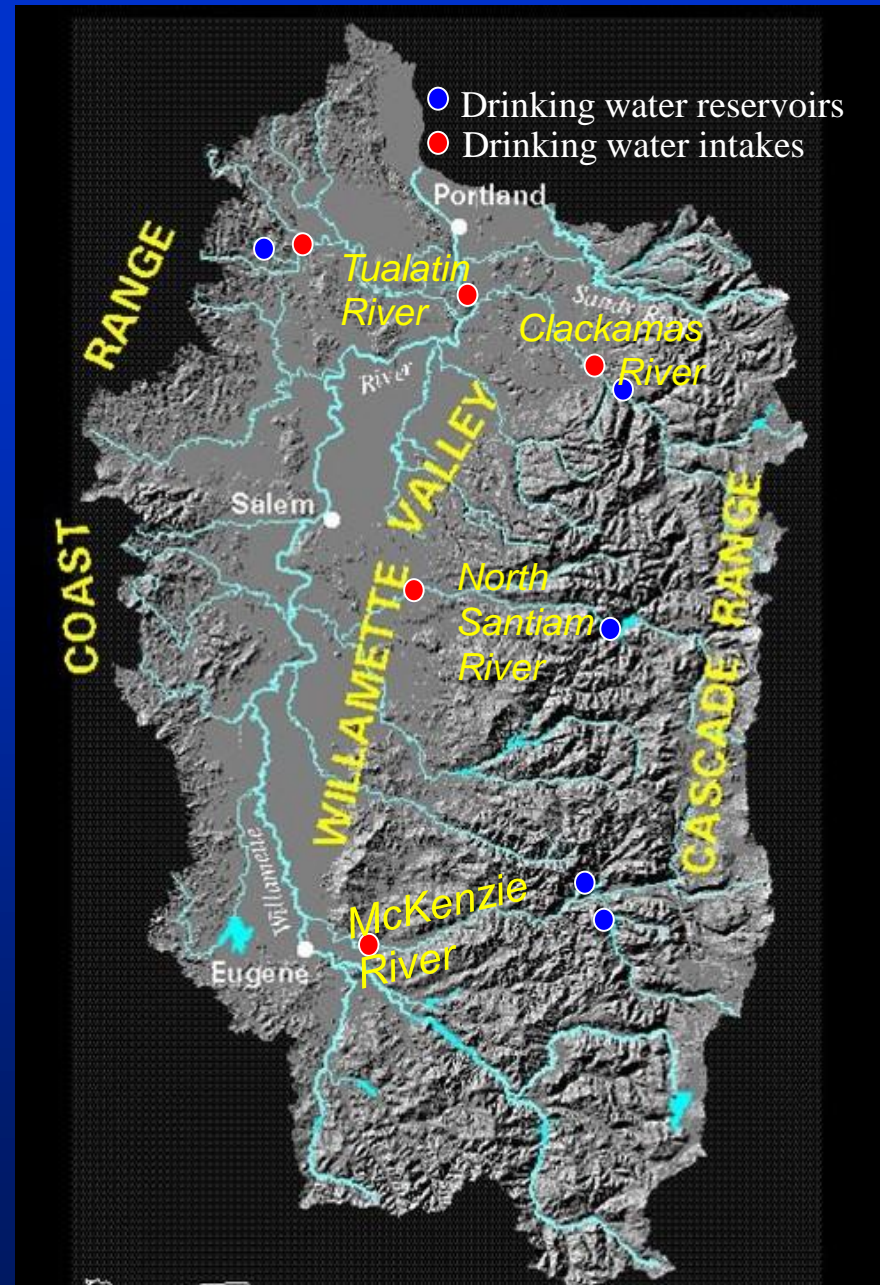 Drinking water reservoirs
Drinking water intakes
Portland
COAST RANGE
Tualatin
River
Sandy River
Clackamas
River
River
WILLAMETTE VALLEY
Salem
North
Santiam
River
CASCADE RANGE
Willamette
McKenzie
River
Eugene